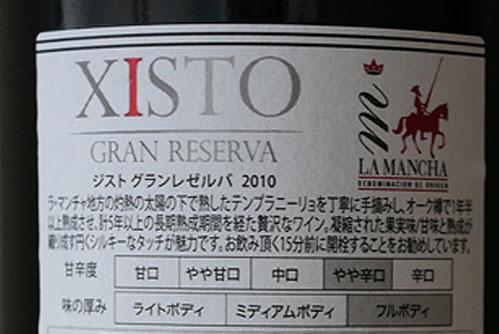 XISTO
GRAN RESERVA
LA MANCHA
DENOMINACION DE ORIGEN
ジスト グランレゼルバ 2010
ラ・マンチャ地方の灼熱の太陽の下で熟したテンプラニーリョを丁寧に手摘みし、オーク樽で1年半
以上熟成させ、計5年以上の長期熟成期間を経た贅沢なワイン。凝縮された果実味/甘味と熟成が
織り成す円くシルキーなタッチが魅力です。お飲み頂く15分前に開栓することをお勧めしています。
甘辛度 甘口 やや甘口 中口 やや辛口 辛口
味の厚み ライトボディ ミディアムボディ フルボディ